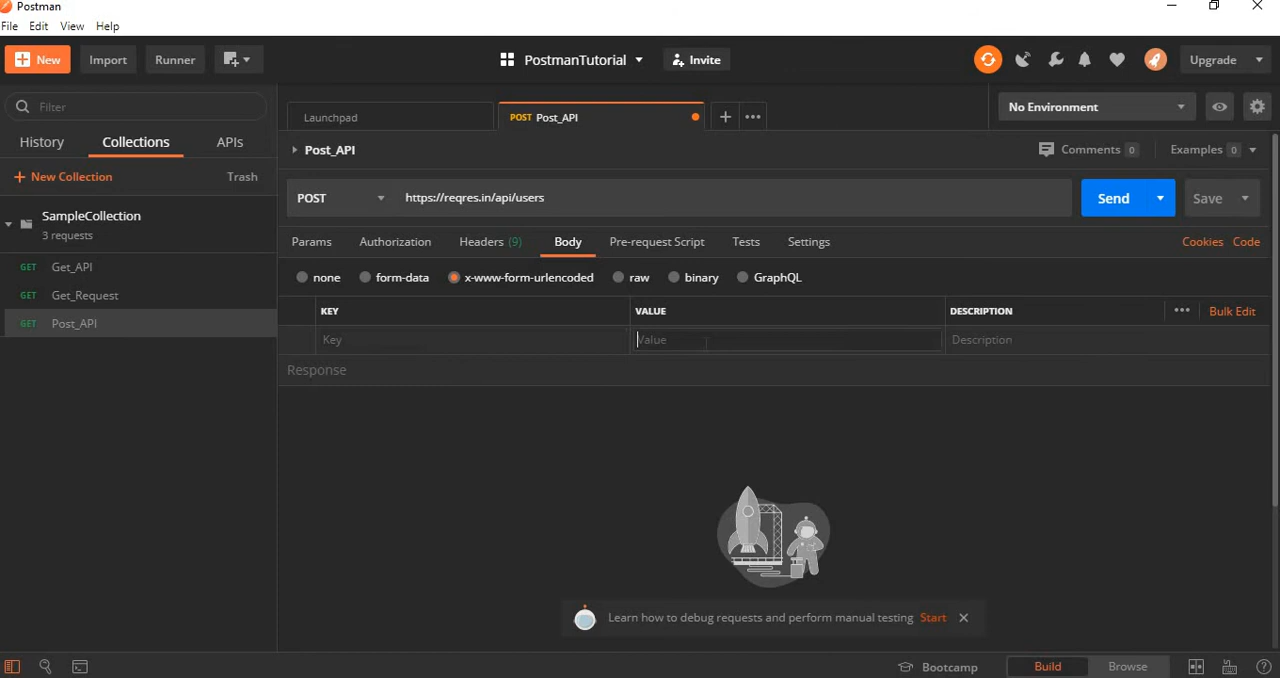 Postman
File Edit View Help
New Import Runner PostmanTutorial Invite Upgrade
Filter Launchpad POST Post_API No Environment
History Collections APIs Post_API Comments 0 Examples 0
New Collection Trash
SampleCollection
3 requests
POST https://reqres.in/api/users Send Save
Params Authorization Headers (9) Body Pre-request Script Tests Settings Cookies Code
GET Get_API
none form-data x-www-form-urlencoded raw binary GraphQL
GET Get_Request
KEY VALUE DESCRIPTION Bulk Edit
GET Post_API
Key Value Description
Response
Learn how to debug requests and perform manual testing Start
Bootcamp Build Browse